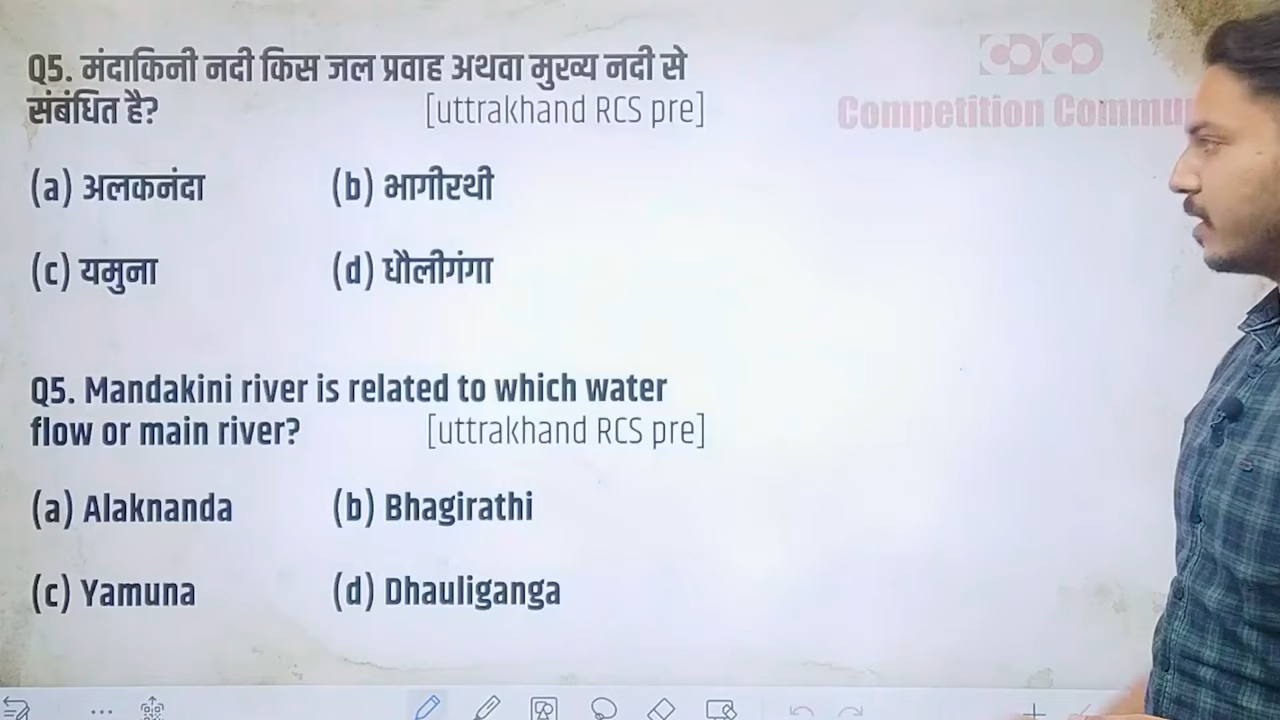 COCO
Competition Commu
Q5. मंदाकिनी नदी किस जल प्रवाह अथवा मुख्य नदी से
संबंधित है? [uttrakhand RCS pre]
(a) अलकनंदा (b) भागीरथी
(c) यमुना (d) धौलीगंगा
Q5. Mandakini river is related to which water
flow or main river? [uttrakhand RCS pre]
(a) Alaknanda (b) Bhagirathi
(c) Yamuna (d) Dhauliganga